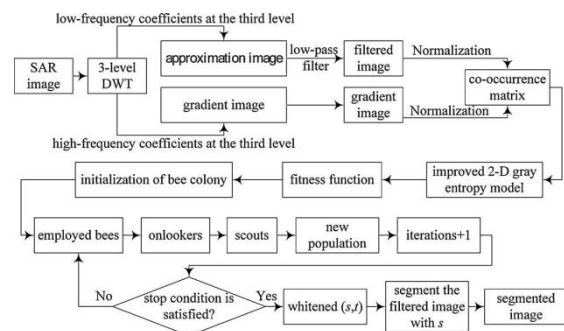 low-frequency coefficients at the third level
SAR
image
3-level
DWT
approximation image
low-pass
filter
filtered
image
Normalization
co-occurrence
matrix
gradient image
gradient
image
Normalization
high-frequency coefficients at the third level
initialization of bee colony
fitness function
improved 2-D gray
entropy model
employed bees
onlookers
scouts
new
population
iterations+1
No
stop condition is
satisfied?
Yes
whitened (s,t)
segment the
filtered image
with s
segmented
image